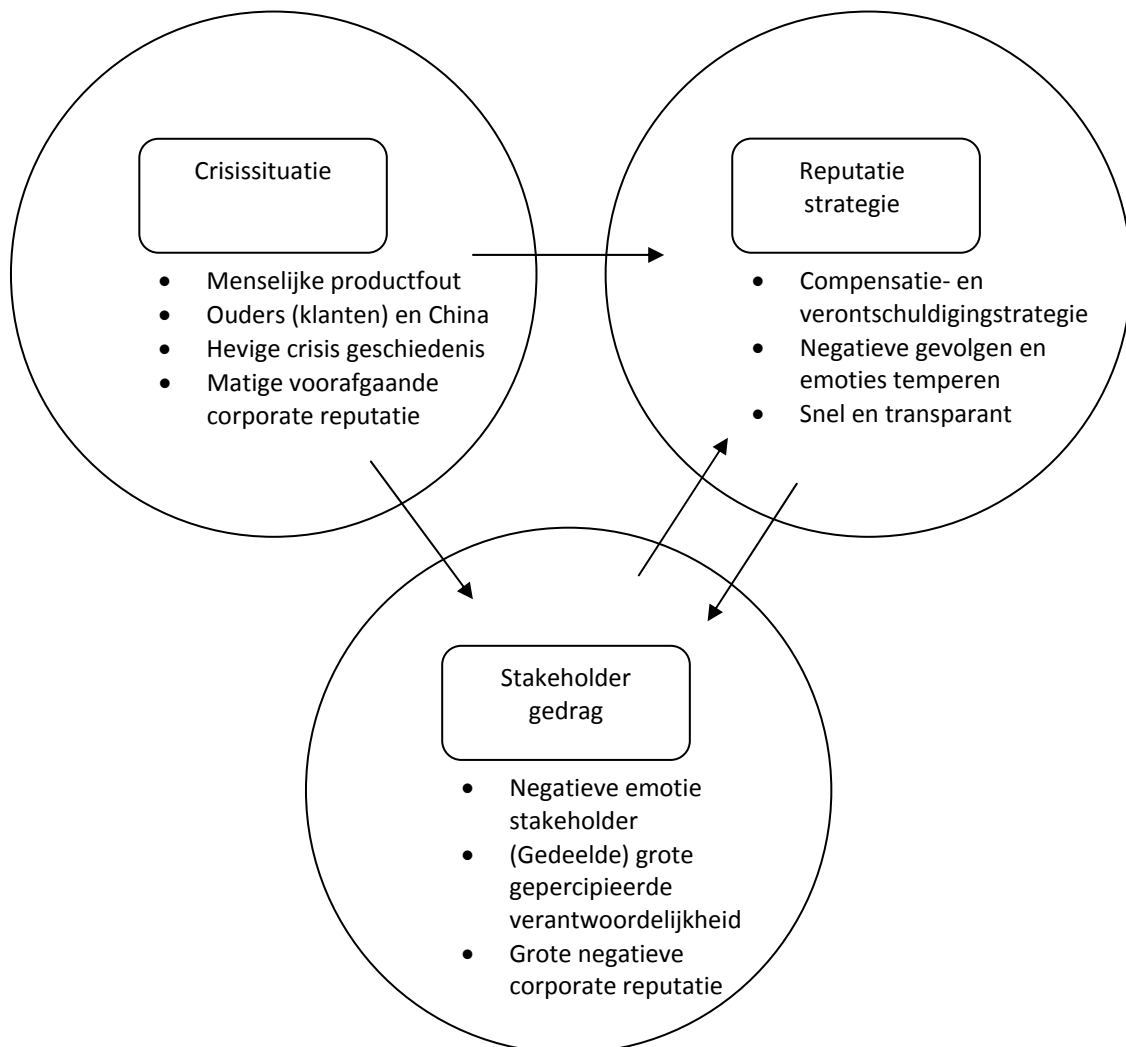 Crisissituatie
• Menselijke productfout
• Ouders (klanten) en China
• Hevige crisis geschiedenis
• Matige voorafgaande
corporate reputatie
Reputatie
strategie
• Compensatie- en
verontschuldigingstrategie
• Negatieve gevolgen en
emoties temperen
• Snel en transparant
Stakeholder
gedrag
• Negatieve emotie
stakeholder
• (Gedeelde) grote
gepercipieerde
verantwoordelijkheid
• Grote negatieve
corporate reputatie